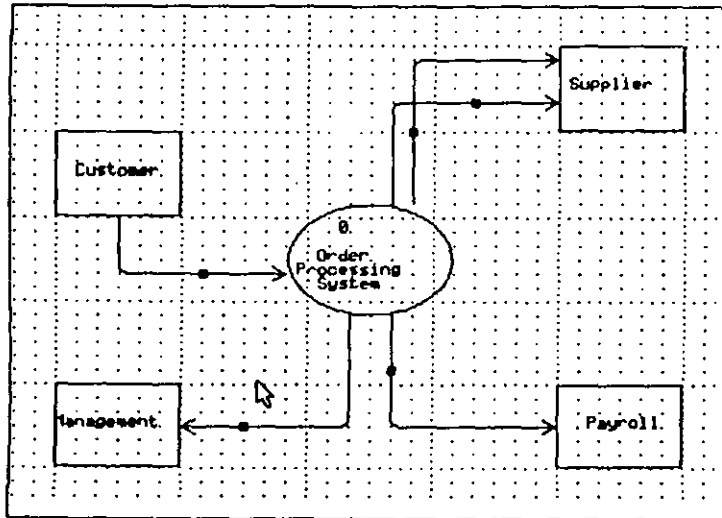 Supplier
Customer
0
Order
Processing
System
Management
Payroll